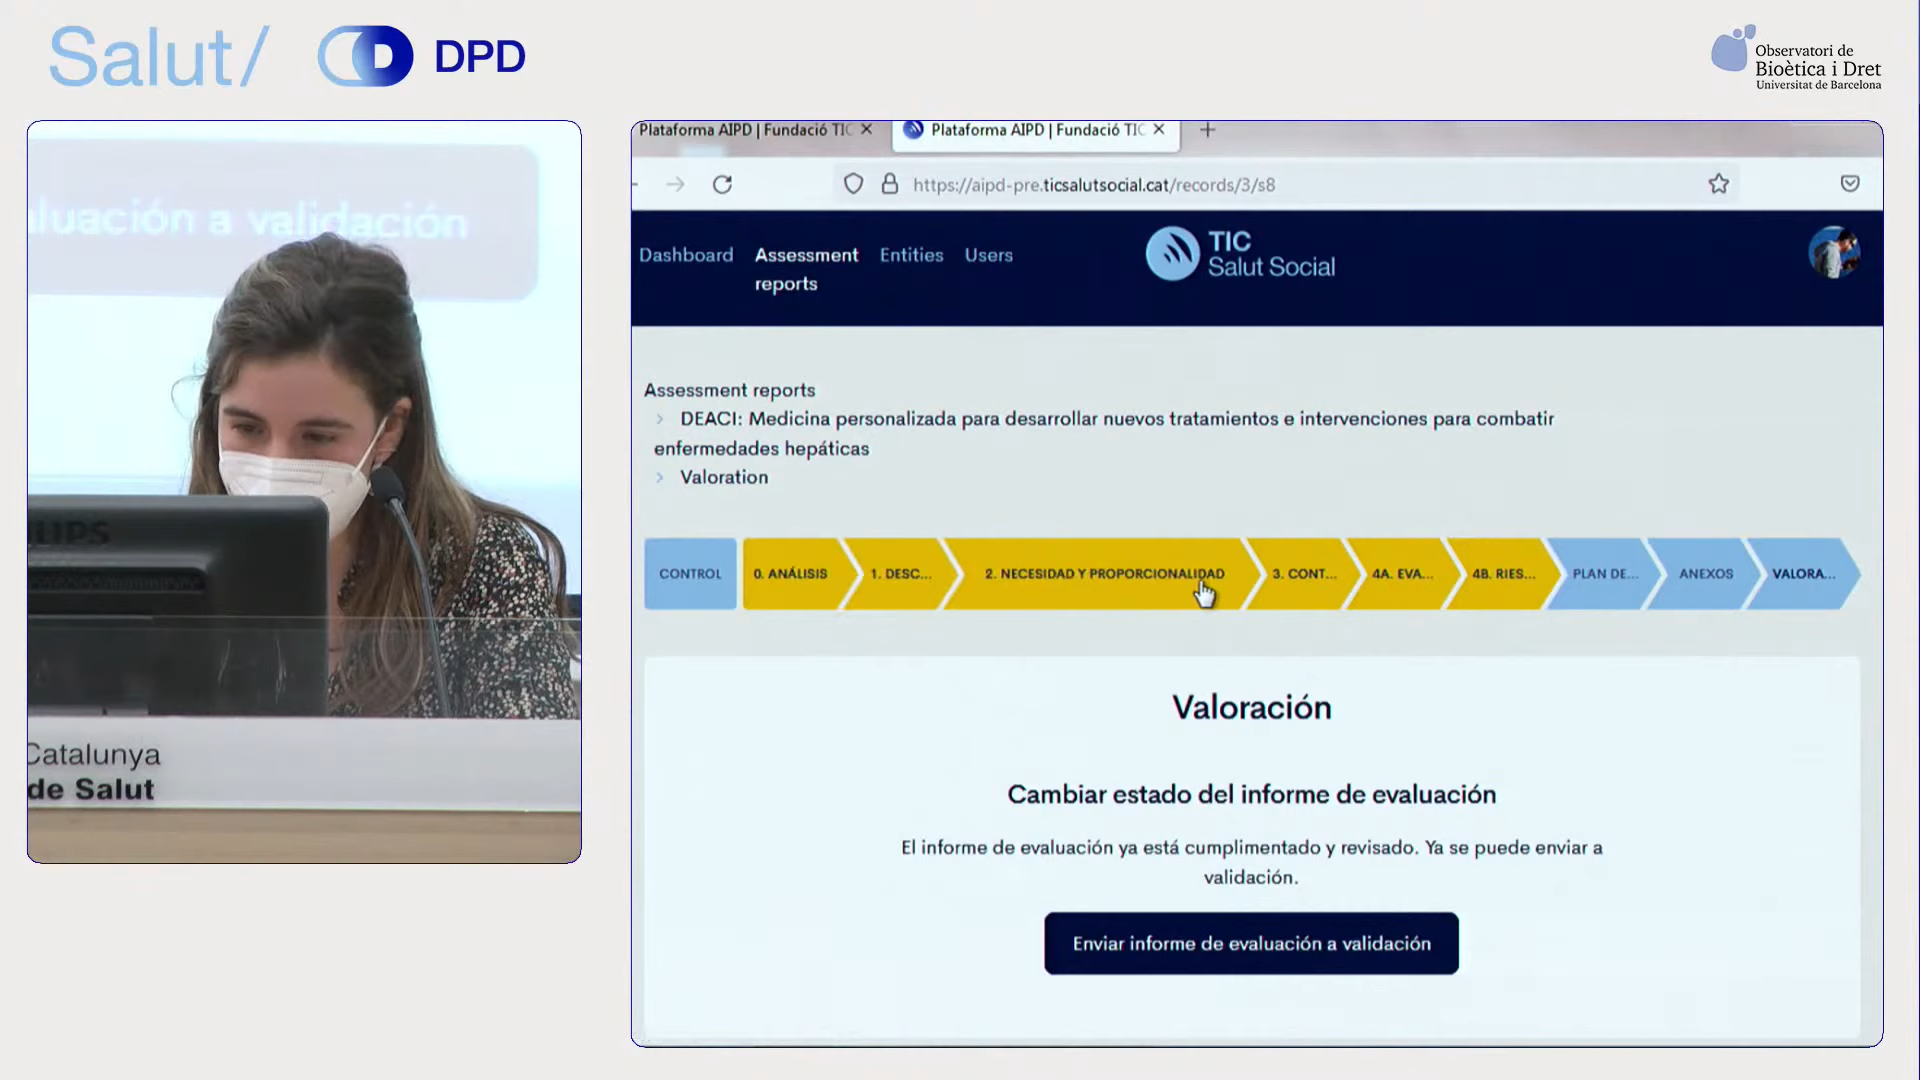 Salut/
DPD
Observatori de
Bioètica i Dret
Universitat de Barcelona
evaluación a validación
Catalunya
de Salut
Plataforma AIPD | Fundació TIC
Plataforma AIPD | Fundació TIC
https://aipd-pre.ticsalutsocial.cat/records/3/s8
Dashboard
Assessment
reports
Entities
Users
TIC
Salut Social
Assessment reports
> DEACI: Medicina personalizada para desarrollar nuevos tratamientos e intervenciones para combatir
enfermedades hepáticas
> Valoration
CONTROL
0. ANÁLISIS
1. DESC...
2. NECESIDAD Y PROPORCIONALIDAD
3. CONT...
4A. EVA...
4B. RIES...
PLAN DE...
ANEXOS
VALORA...
Valoración
Cambiar estado del informe de evaluación
El informe de evaluación ya está cumplimentado y revisado. Ya se puede enviar a
validación.
Enviar informe de evaluación a validación